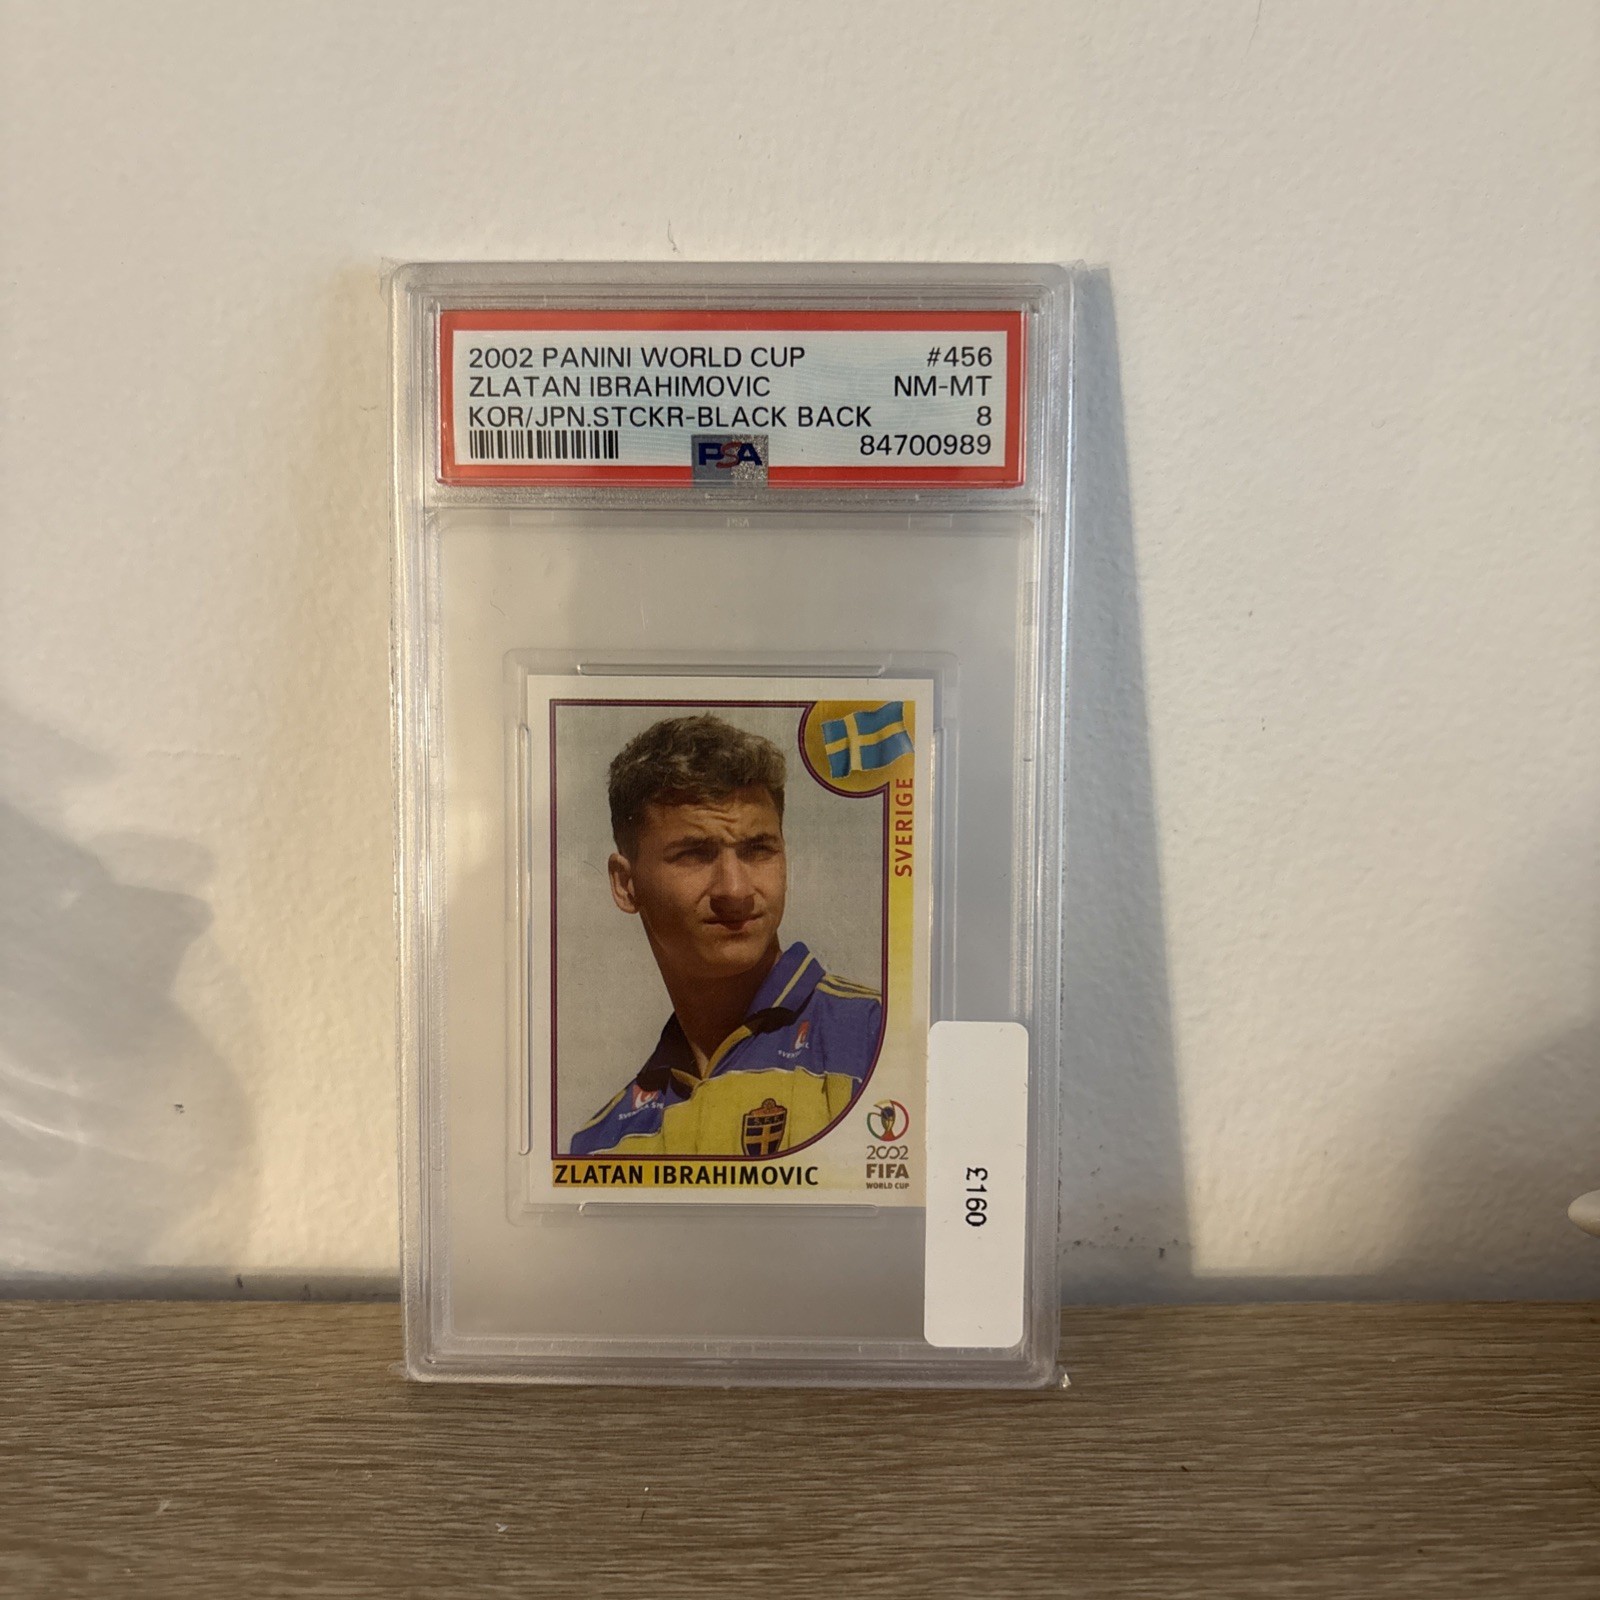 2002 PANINI WORLD CUP #456
ZLATAN IBRAHIMOVIC NM-MT
KOR/JPN.STCKR-BLACK BACK 8
PSA 84700989
SVERIGE
2002
FIFA
WORLD CUP
ZLATAN IBRAHIMOVIC
£160